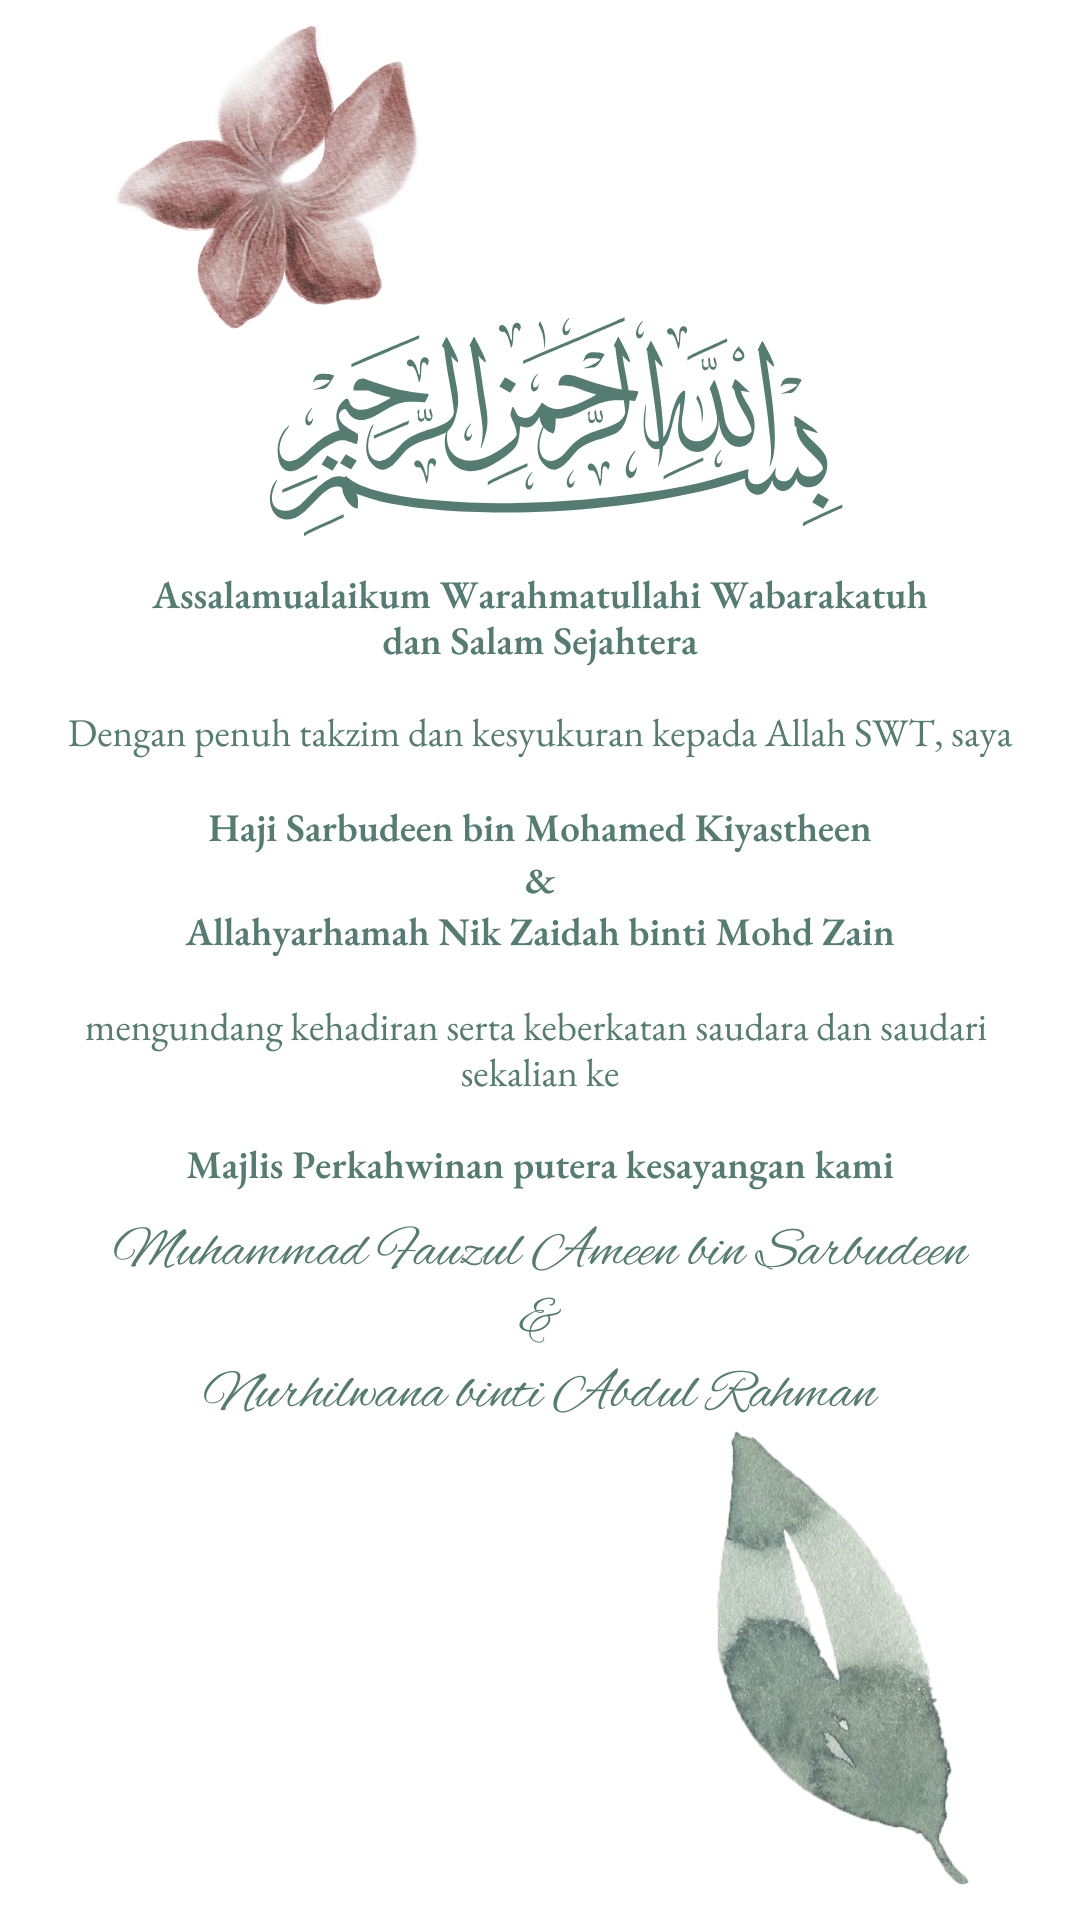 بسم الله الرحمن الرحيم
Assalamualaikum Warahmatullahi Wabarakatuh
dan Salam Sejahtera
Dengan penuh takzim dan kesyukuran kepada Allah SWT, saya
Haji Sarbudeen bin Mohamed Kiyastheen
&
Allahyarhamah Nik Zaidah binti Mohd Zain
mengundang kehadiran serta keberkatan saudara dan saudari
sekalian ke
Majlis Perkahwinan putera kesayangan kami
Muhammad Fauzul Ameen bin Sarbudeen
&
Nurhilwana binti Abdul Rahman